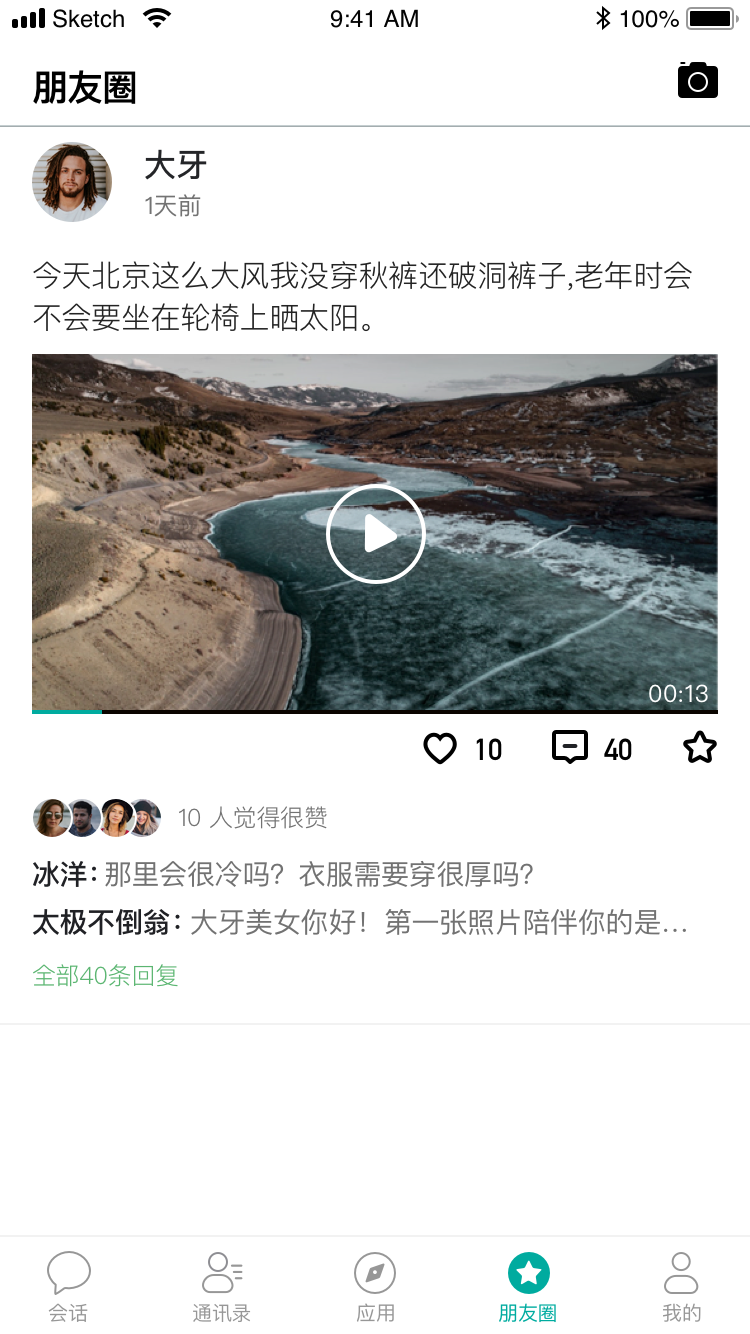 Sketch 9:41 AM 100%
朋友圈
大牙
1天前
今天北京这么大风我没穿秋裤还破洞裤子,老年时会
不会要坐在轮椅上晒太阳。
00:13
10 40
10 人觉得很赞
冰洋: 那里会很冷吗？衣服需要穿很厚吗?
太极不倒翁: 大牙美女你好！第一张照片陪伴你的是...
全部40条回复
会话 通讯录 应用 朋友圈 我的